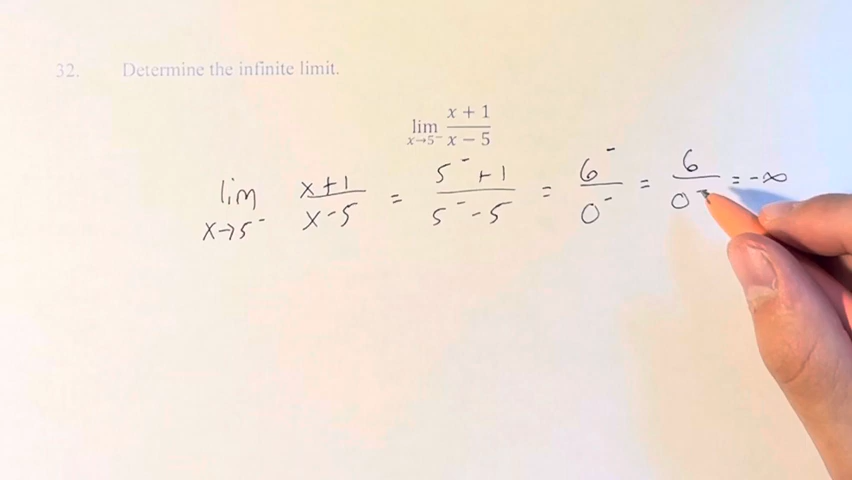 32. Determine the infinite limit.
lim x→5⁻ (x + 1)/(x − 5)
lim x→5⁻ (x+1)/(x-5) = (5⁻+1)/(5⁻-5) = 6⁻/0⁻ = 6/0⁻ = -∞